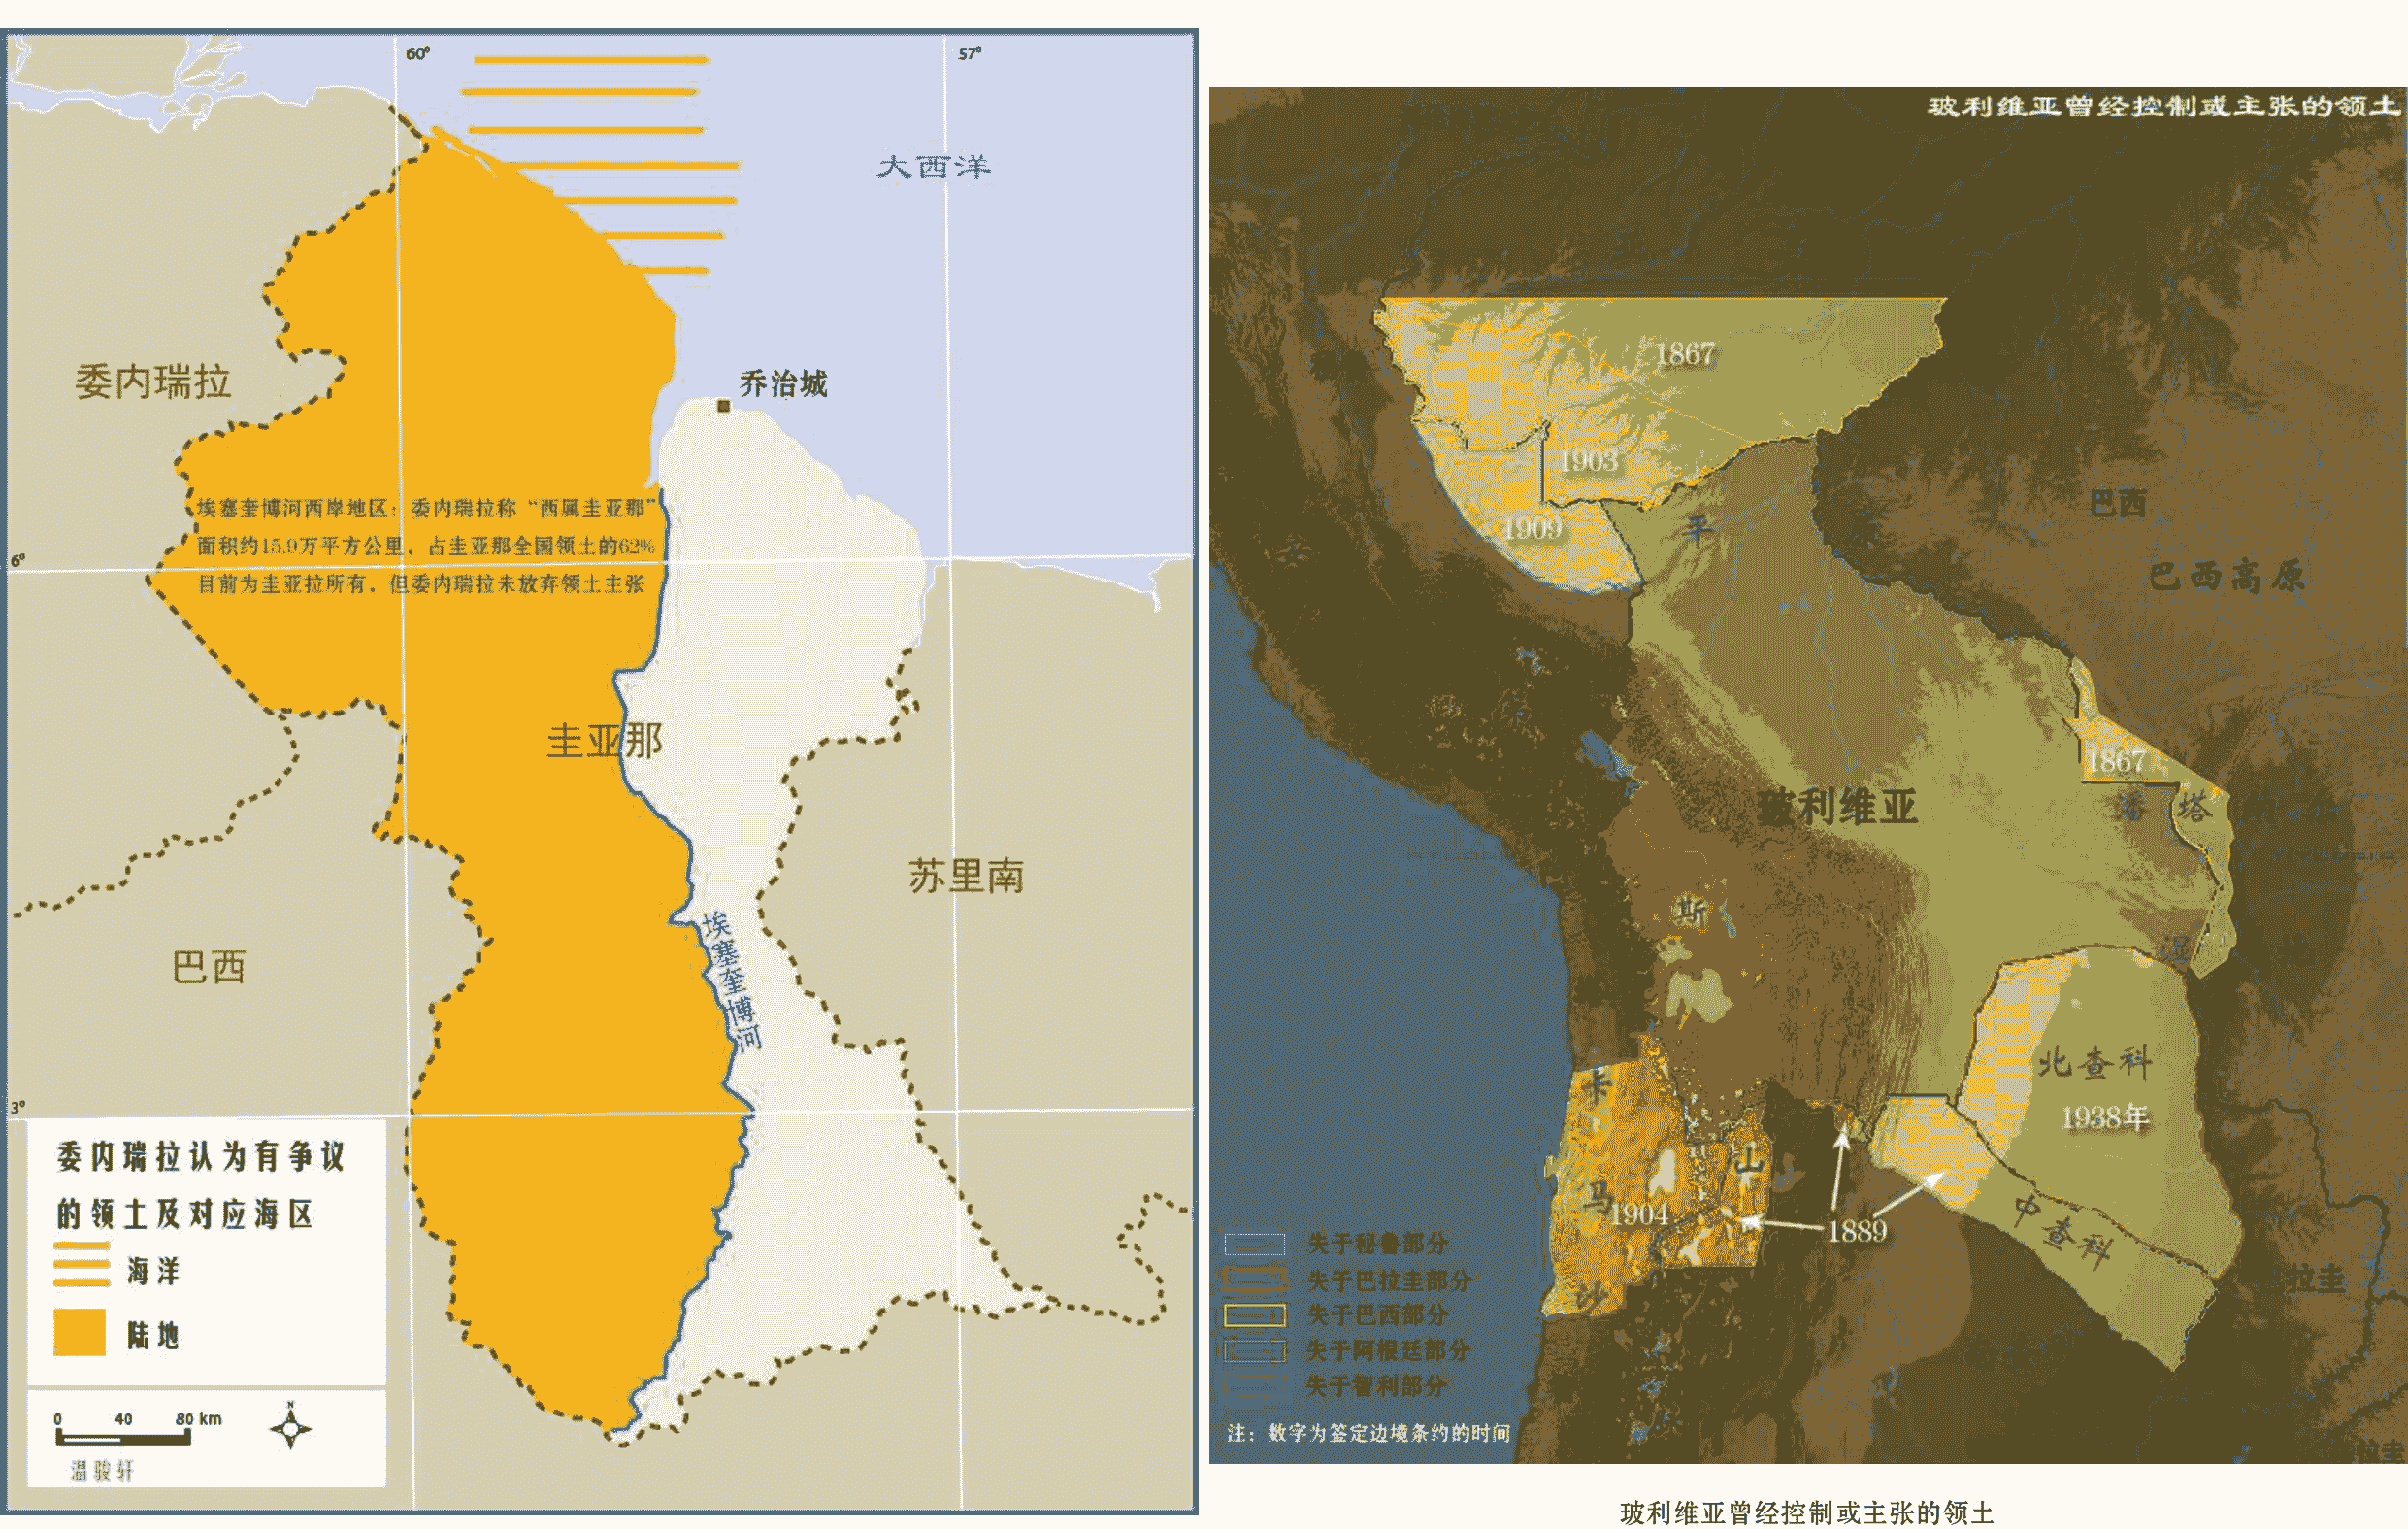 60°
57°
大西洋
委内瑞拉
乔治城
埃塞奎博河西岸地区：委内瑞拉称“西属圭亚那”
面积约15.9万平方公里，占圭亚那全国领土的62%
目前为圭亚拉所有，但委内瑞拉未放弃领土主张
6°
圭亚那
苏里南
埃塞奎博河
巴西
3°
委内瑞拉认为有争议
的领土及对应海区
海洋
陆地
0 40 80 km
N
温骏轩
玻利维亚曾经控制或主张的领土
1867
1903
1909
平
巴西
巴西高原
1867
潘塔
玻利维亚
斯
湿
北查科
1938年
卡
山
马
1904
1889
沙
中查科
拉圭
失于秘鲁部分
失于巴拉圭部分
失于巴西部分
失于阿根廷部分
失于智利部分
注：数字为签定边境条约的时间
玻利维亚曾经控制或主张的领土